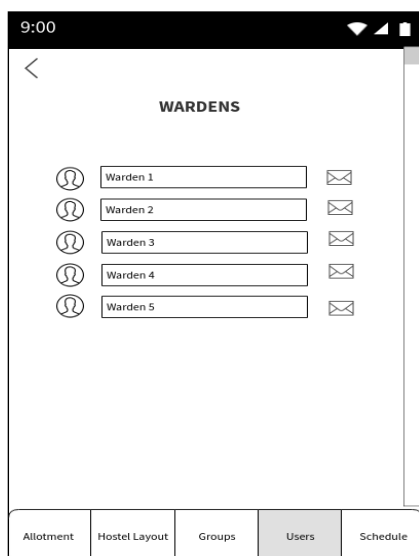 9:00
WARDENS
Warden 1
Warden 2
Warden 3
Warden 4
Warden 5
Allotment Hostel Layout Groups Users Schedule